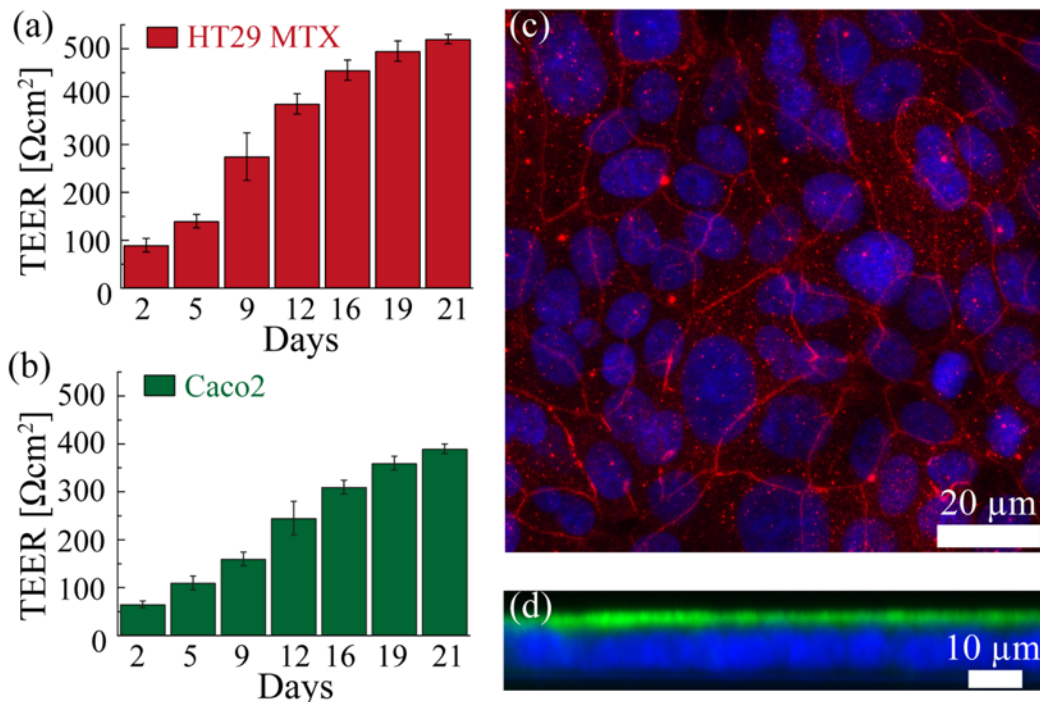 (a)
HT29 MTX
TEER [Ωcm²]
500
400
300
200
100
0
2 5 9 12 16 19 21
Days
(b)
Caco2
TEER [Ωcm²]
500
400
300
200
100
0
2 5 9 12 16 19 21
Days
(c)
20 µm
(d)
10 µm